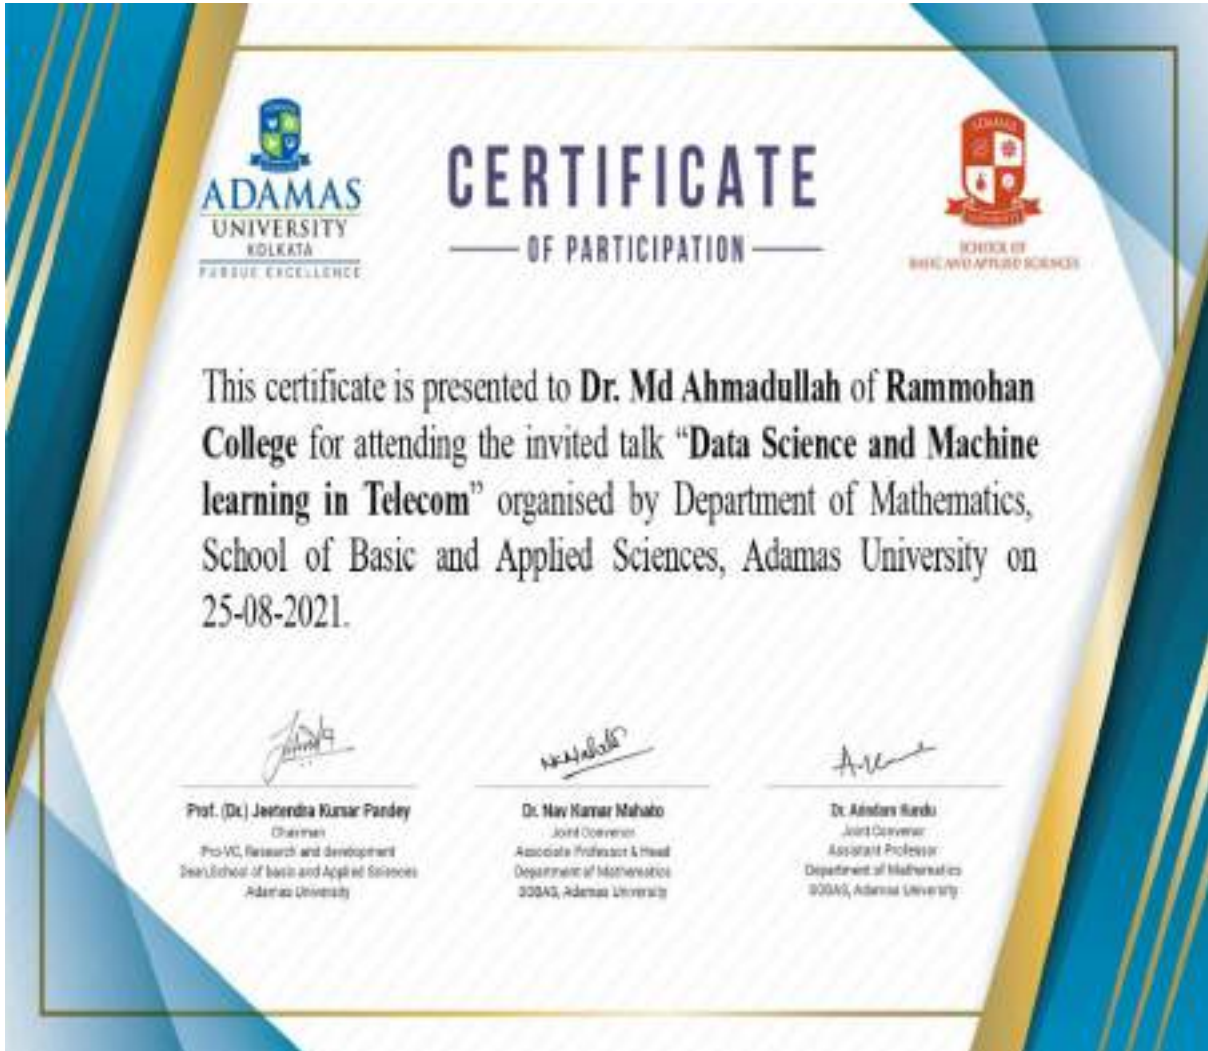 ADAMAS
UNIVERSITY
KOLKATA
PURSUE EXCELLENCE
CERTIFICATE
OF PARTICIPATION
ADAMAS
SCHOOL OF
BASIC AND APPLIED SCIENCES
This certificate is presented to Dr. Md Ahmadullah of Rammohan
College for attending the invited talk “Data Science and Machine
learning in Telecom” organised by Department of Mathematics,
School of Basic and Applied Sciences, Adamas University on
25-08-2021.
Prof. (Dr.) Jeetendra Kumar Pandey
Chairman
Pro-VC, Research and development
Dean,School of basic and Applied Sciences
Adamas University
Dr. Nav Kumar Mahato
Joint Convenor
Associate Professor & Head
Department of Mathematics
SOBAS, Adamas University
Dr. Arindam Kundu
Joint Convenor
Assistant Professor
Department of Mathematics
SOBAS, Adamas University